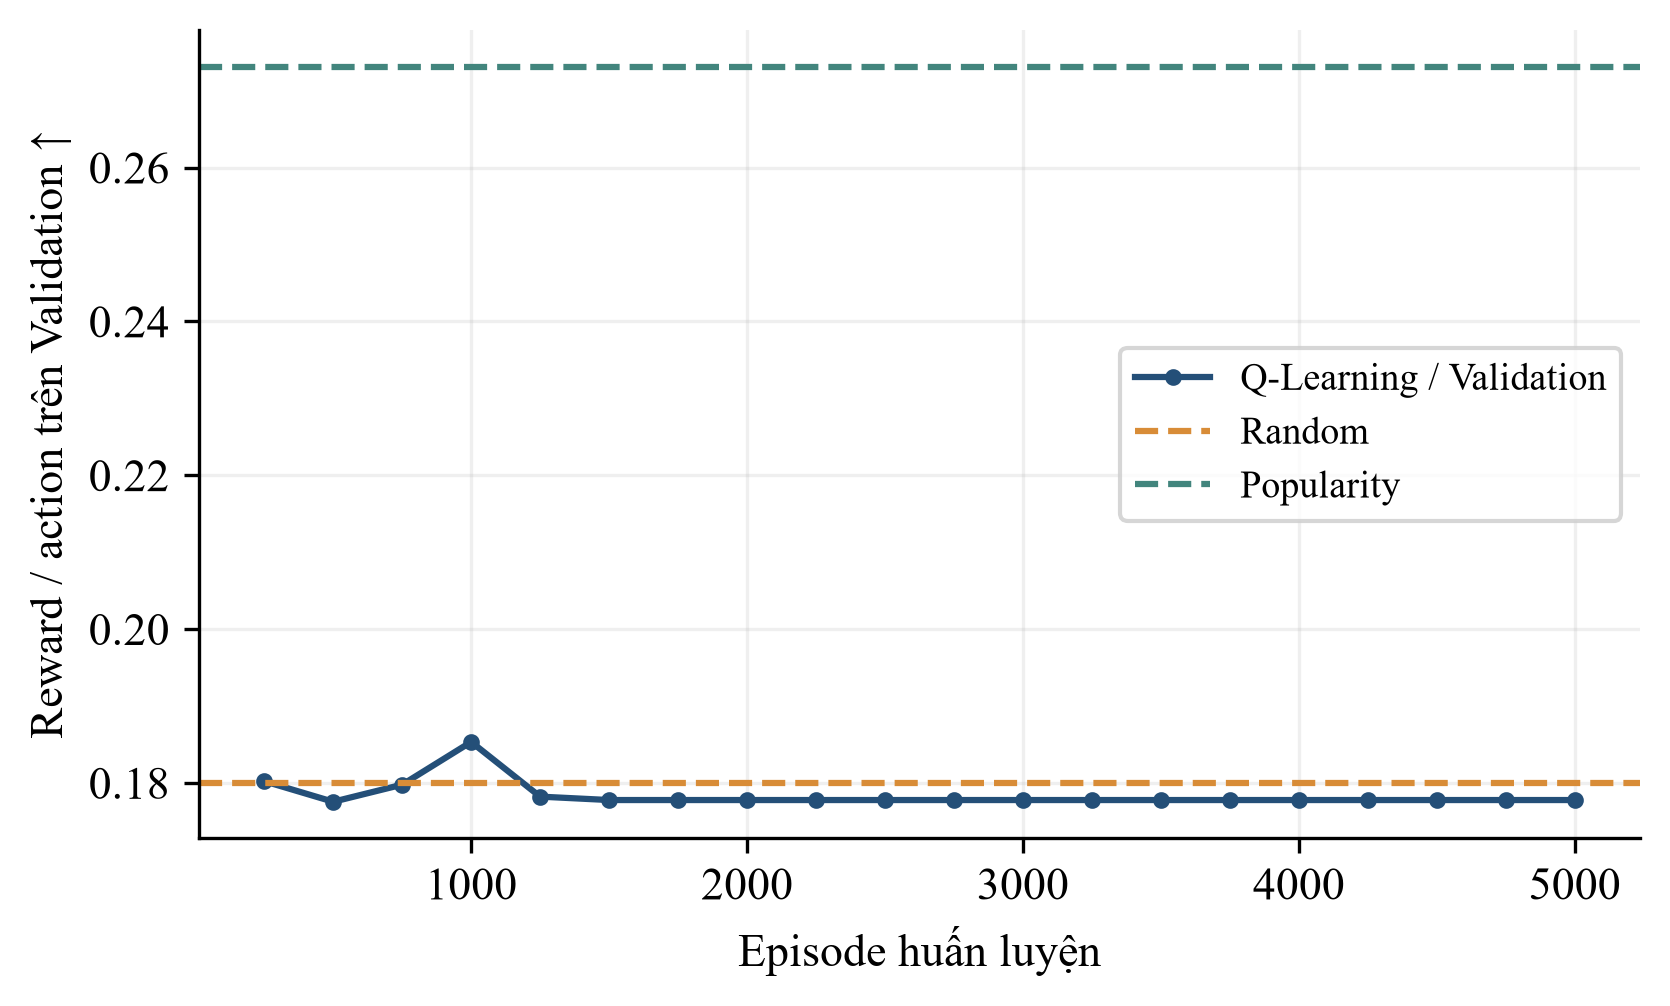 Reward / action trên Validation ↑
0.26
0.24
0.22
0.20
0.18
Q-Learning / Validation
Random
Popularity
1000 2000 3000 4000 5000
Episode huấn luyện